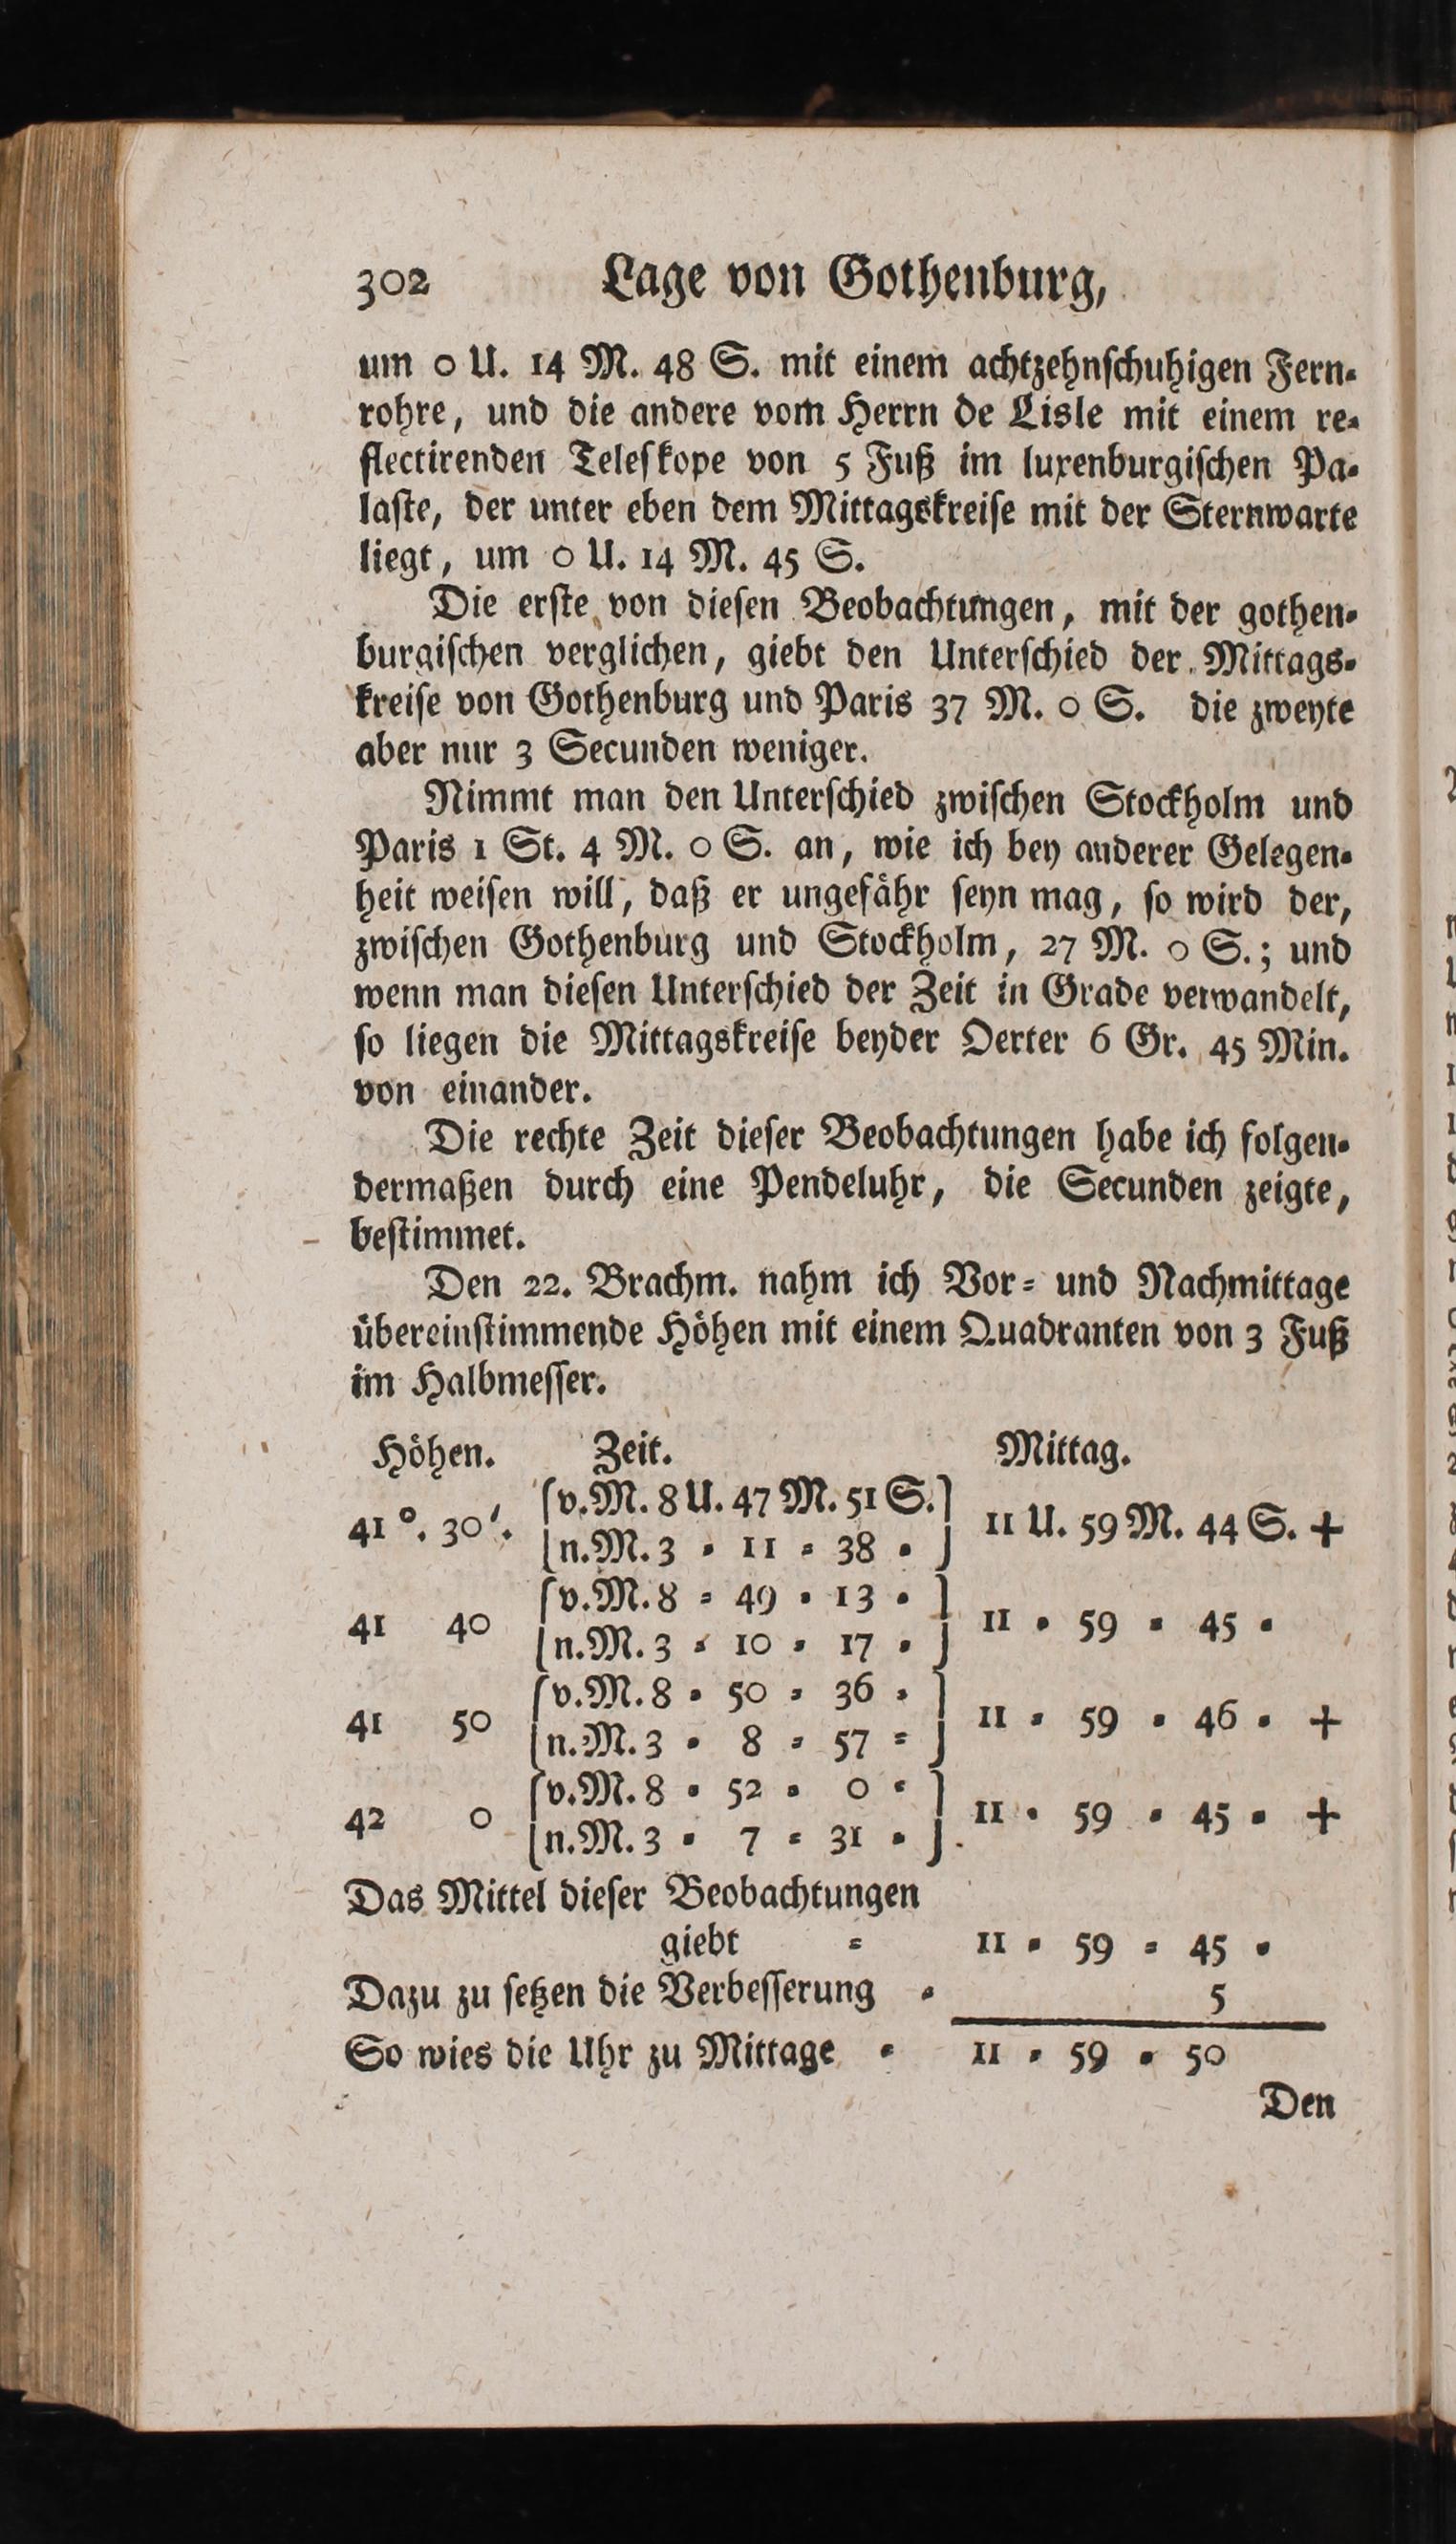 302 Lage von Gothenburg,
um 0 U. 14 M. 48 S. mit einem achtzehnſchuhigen Fern⸗
rohre, und die andere vom Herrn de Lisle mit einem re⸗
flectirenden Teleſkope von 5 Fuß im luxenburgiſchen Pa⸗
laſte, der unter eben dem Mittagskreiſe mit der Sternwarte
liegt, um 0 U. 14 M. 45 S.
Die erſte von dieſen Beobachtungen, mit der gothen⸗
burgiſchen verglichen, giebt den Unterſchied der Mittags⸗
kreiſe von Gothenburg und Paris 37 M. 0 S. die zweyte
aber nur 3 Secunden weniger.
Nimmt man den Unterſchied zwiſchen Stockholm und
Paris 1 St. 4 M. 0 S. an, wie ich bey anderer Gelegen⸗
heit weiſen will, daß er ungefähr ſeyn mag, ſo wird der,
zwiſchen Gothenburg und Stockholm, 27 M. 0 S.; und
wenn man dieſen Unterſchied der Zeit in Grade verwandelt,
ſo liegen die Mittagskreiſe beyder Oerter 6 Gr. 45 Min.
von einander.
Die rechte Zeit dieſer Beobachtungen habe ich folgen⸗
dermaßen durch eine Pendeluhr, die Secunden zeigte,
beſtimmet.
Den 22. Brachm. nahm ich Vor⸗ und Nachmittage
übereinſtimmende Höhen mit einem Quadranten von 3 Fuß
im Halbmeſſer.
Höhen. Zeit. Mittag.
41°. 30′. {v.M. 8 U. 47 M. 51 S.} 11 U. 59 M. 44 S. +
{n.M. 3 ⸗ 11 ⸗ 38 ⸗ }
41 40 {v.M. 8 ⸗ 49 ⸗ 13 ⸗ } 11 ⸗ 59 ⸗ 45 ⸗
{n.M. 3 ⸗ 10 ⸗ 17 ⸗ }
41 50 {v.M. 8 ⸗ 50 ⸗ 36 ⸗ } 11 ⸗ 59 ⸗ 46 ⸗ +
{n.M. 3 ⸗ 8 ⸗ 57 ⸗ }
42 0 {v.M. 8 ⸗ 52 ⸗ 0 ⸗ } 11 ⸗ 59 ⸗ 45 ⸗ +
{n.M. 3 ⸗ 7 ⸗ 31 ⸗ }
Das Mittel dieſer Beobachtungen
giebt ⸗ 11 ⸗ 59 ⸗ 45 ⸗
Dazu zu ſetzen die Verbeſſerung ⸗ 5
So wies die Uhr zu Mittage ⸗ 11 ⸗ 59 ⸗ 50
Den